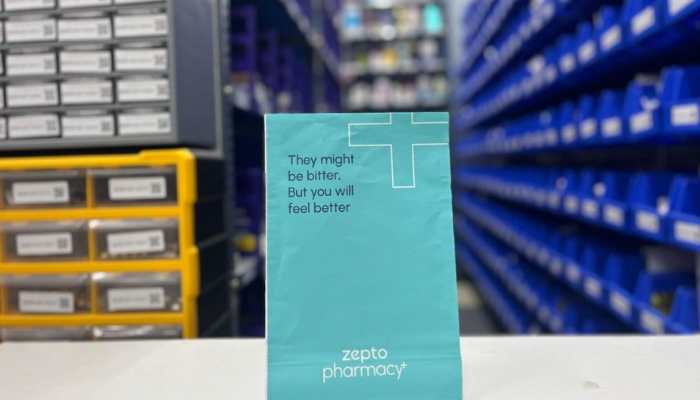 They might
be bitter.
But you will
feel better
zepto
pharmacy+